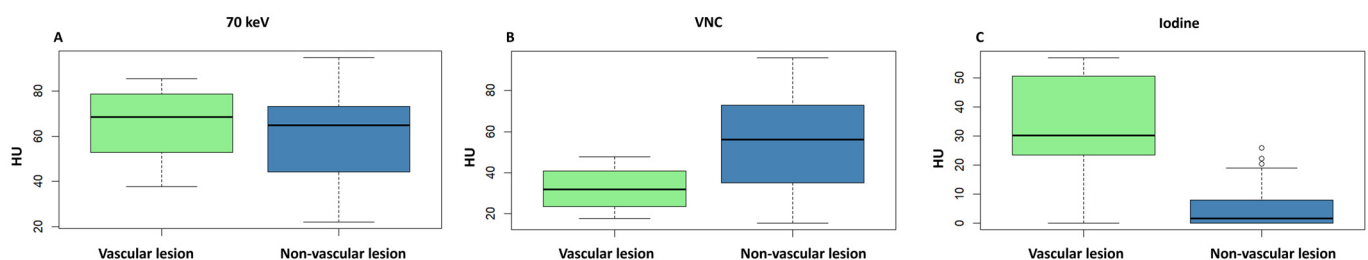 70 keV
A
80
60
40
20
HU
Vascular lesion
Non-vascular lesion
VNC
B
80
60
40
20
HU
Vascular lesion
Non-vascular lesion
Iodine
C
50
40
30
20
10
0
HU
Vascular lesion
Non-vascular lesion